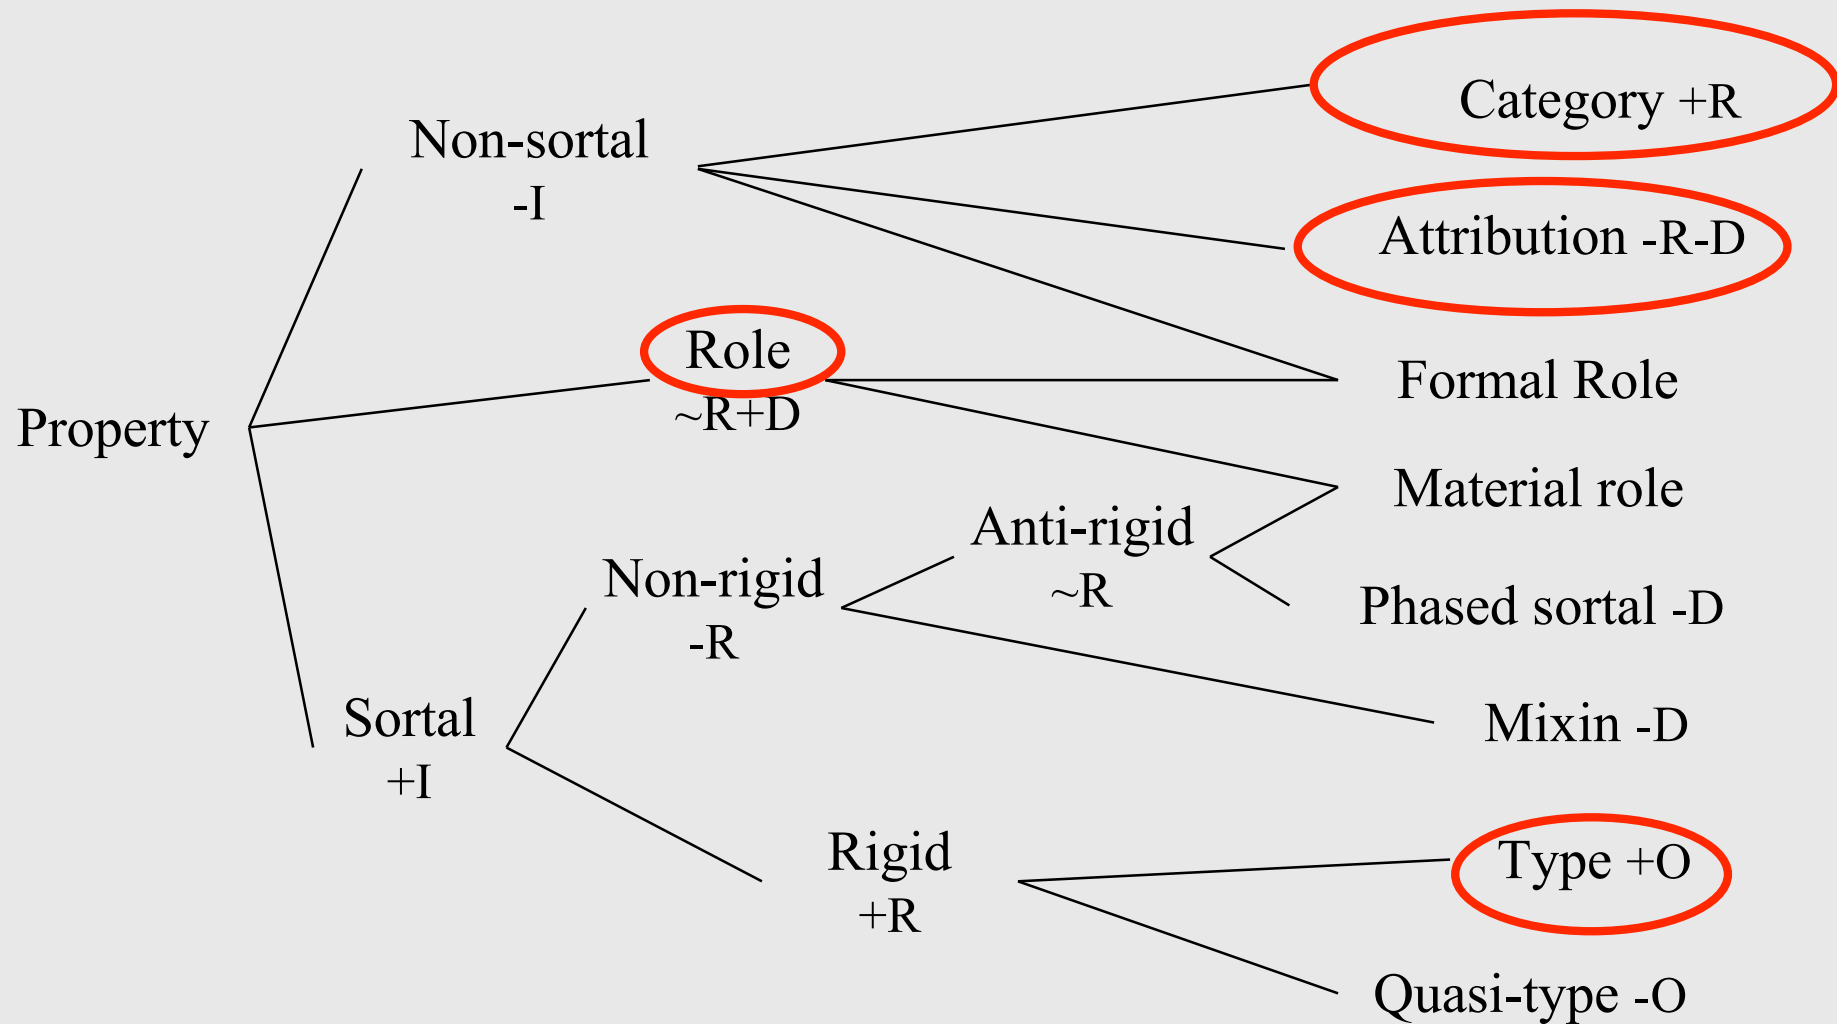 Category +R
Non-sortal
-I
Attribution -R-D
Role
~R+D
Formal Role
Property
Material role
Anti-rigid
~R
Non-rigid
-R
Phased sortal -D
Sortal
+I
Mixin -D
Rigid
+R
Type +O
Quasi-type -O